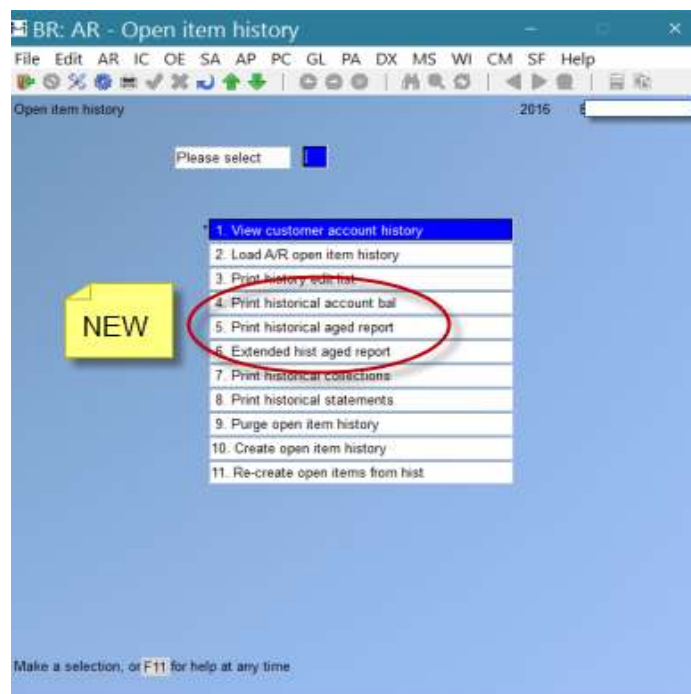 BR: AR - Open item history
File Edit AR IC OE SA AP PC GL PA DX MS WI CM SF Help
Open item history 2016
Please select
1. View customer account history
2. Load A/R open item history
3. Print history edit list
4. Print historical account bal
NEW
5. Print historical aged report
6. Extended hist aged report
7. Print historical collections
8. Print historical statements
9. Purge open item history
10. Create open item history
11. Re-create open items from hist
Make a selection, or F11 for help at any time